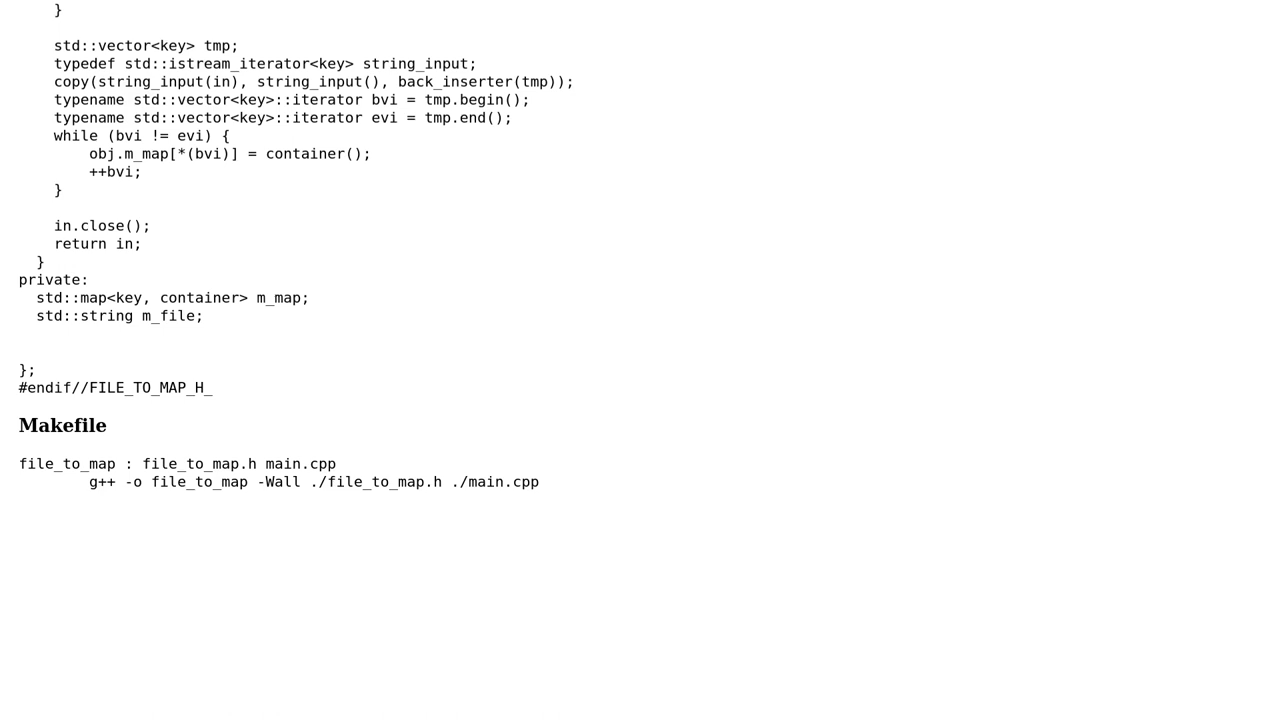 }

    std::vector<key> tmp;
    typedef std::istream_iterator<key> string_input;
    copy(string_input(in), string_input(), back_inserter(tmp));
    typename std::vector<key>::iterator bvi = tmp.begin();
    typename std::vector<key>::iterator evi = tmp.end();
    while (bvi != evi) {
        obj.m_map[*(bvi)] = container();
        ++bvi;
    }

    in.close();
    return in;
  }
private:
  std::map<key, container> m_map;
  std::string m_file;


};
#endif//FILE_TO_MAP_H_
Makefile
file_to_map : file_to_map.h main.cpp
        g++ -o file_to_map -Wall ./file_to_map.h ./main.cpp